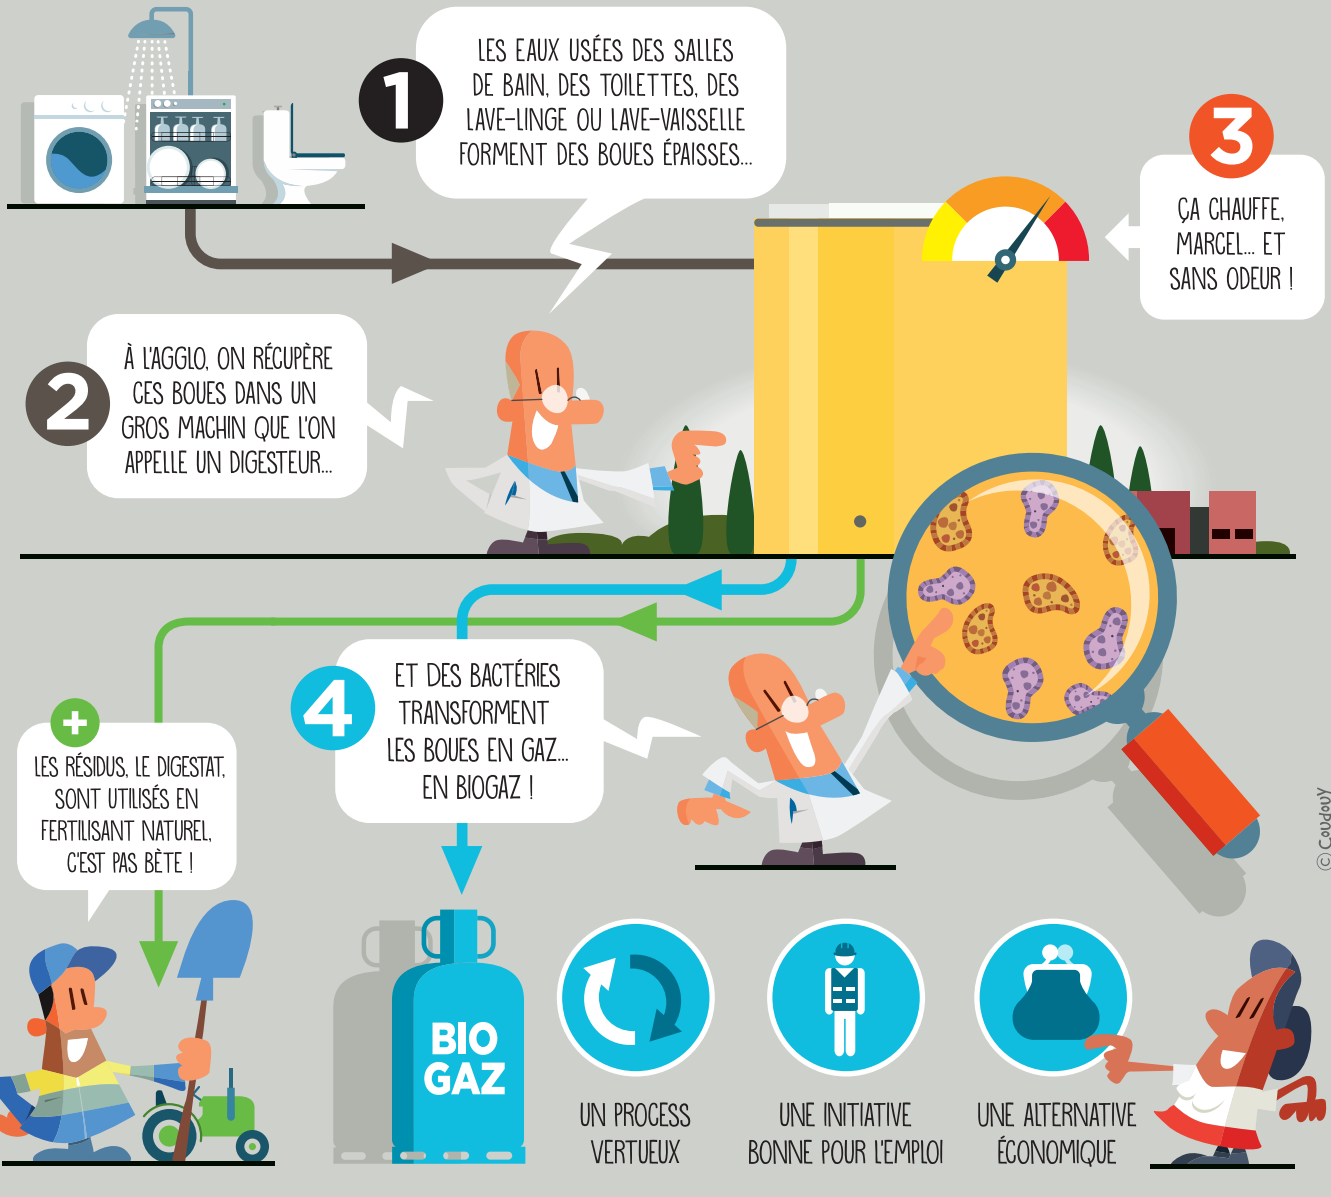 1
LES EAUX USÉES DES SALLES
DE BAIN, DES TOILETTES, DES
LAVE-LINGE OU LAVE-VAISSELLE
FORMENT DES BOUES ÉPAISSES...
2
À L'AGGLO, ON RÉCUPÈRE
CES BOUES DANS UN
GROS MACHIN QUE L'ON
APPELLE UN DIGESTEUR...
3
ÇA CHAUFFE,
MARCEL... ET
SANS ODEUR !
4
ET DES BACTÉRIES
TRANSFORMENT
LES BOUES EN GAZ...
EN BIOGAZ !
+
LES RÉSIDUS, LE DIGESTAT,
SONT UTILISÉS EN
FERTILISANT NATUREL,
C'EST PAS BÈTE !
BIO
GAZ
UN PROCESS
VERTUEUX
UNE INITIATIVE
BONNE POUR L'EMPLOI
UNE ALTERNATIVE
ÉCONOMIQUE
© COUDOUY